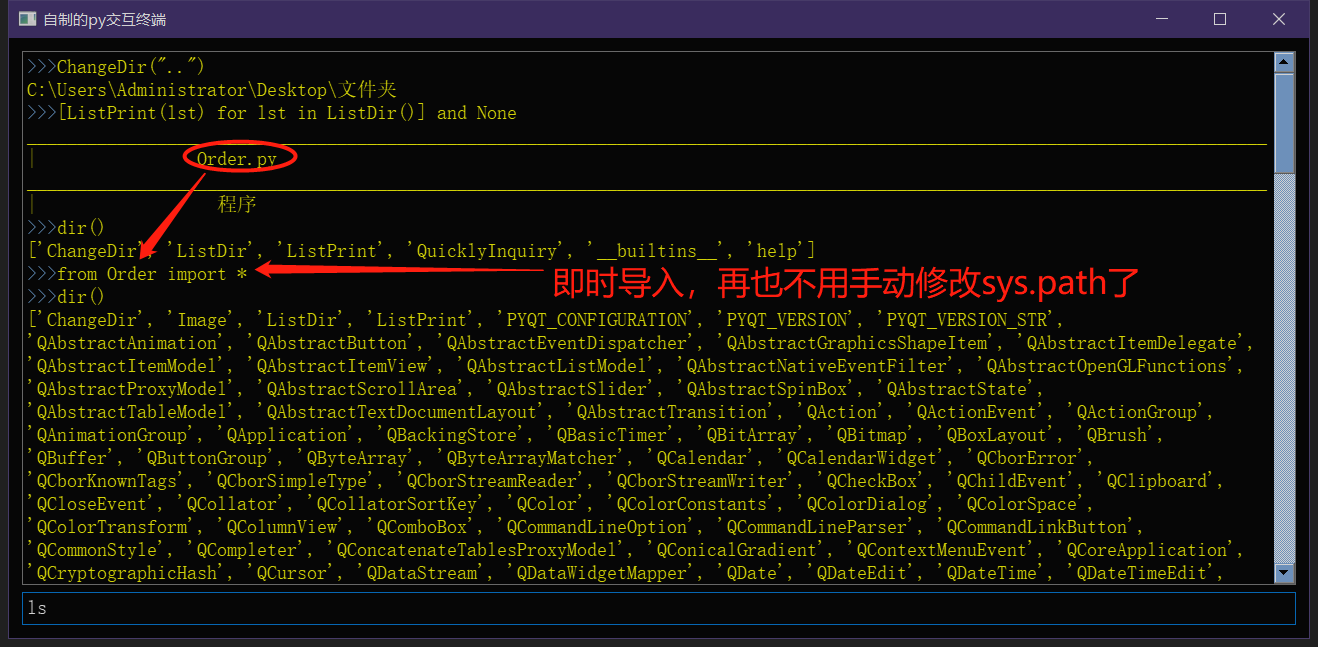 自制的py交互终端
>>>ChangeDir("..")
C:\Users\Administrator\Desktop\文件夹
>>>[ListPrint(lst) for lst in ListDir()] and None
| Order.py
| 程序
>>>dir()
['ChangeDir', 'ListDir', 'ListPrint', 'QuicklyInquiry', '__builtins__', 'help']
>>>from Order import *
即时导入，再也不用手动修改sys.path了
>>>dir()
['ChangeDir', 'Image', 'ListDir', 'ListPrint', 'PYQT_CONFIGURATION', 'PYQT_VERSION', 'PYQT_VERSION_STR',
'QAbstractAnimation', 'QAbstractButton', 'QAbstractEventDispatcher', 'QAbstractGraphicsShapeItem', 'QAbstractItemDelegate',
'QAbstractItemModel', 'QAbstractItemView', 'QAbstractListModel', 'QAbstractNativeEventFilter', 'QAbstractOpenGLFunctions',
'QAbstractProxyModel', 'QAbstractScrollArea', 'QAbstractSlider', 'QAbstractSpinBox', 'QAbstractState',
'QAbstractTableModel', 'QAbstractTextDocumentLayout', 'QAbstractTransition', 'QAction', 'QActionEvent', 'QActionGroup',
'QAnimationGroup', 'QApplication', 'QBackingStore', 'QBasicTimer', 'QBitArray', 'QBitmap', 'QBoxLayout', 'QBrush',
'QBuffer', 'QButtonGroup', 'QByteArray', 'QByteArrayMatcher', 'QCalendar', 'QCalendarWidget', 'QCborError',
'QCborKnownTags', 'QCborSimpleType', 'QCborStreamReader', 'QCborStreamWriter', 'QCheckBox', 'QChildEvent', 'QClipboard',
'QCloseEvent', 'QCollator', 'QCollatorSortKey', 'QColor', 'QColorConstants', 'QColorDialog', 'QColorSpace',
'QColorTransform', 'QColumnView', 'QComboBox', 'QCommandLineOption', 'QCommandLineParser', 'QCommandLinkButton',
'QCommonStyle', 'QCompleter', 'QConcatenateTablesProxyModel', 'QConicalGradient', 'QContextMenuEvent', 'QCoreApplication',
'QCryptographicHash', 'QCursor', 'QDataStream', 'QDataWidgetMapper', 'QDate', 'QDateEdit', 'QDateTime', 'QDateTimeEdit',
ls